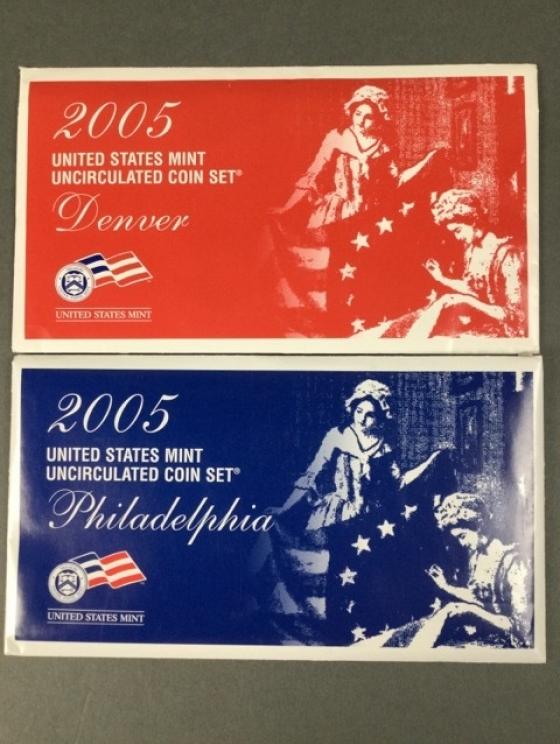 2005
UNITED STATES MINT
UNCIRCULATED COIN SET®
Denver
UNITED STATES MINT
2005
UNITED STATES MINT
UNCIRCULATED COIN SET®
Philadelphia
UNITED STATES MINT